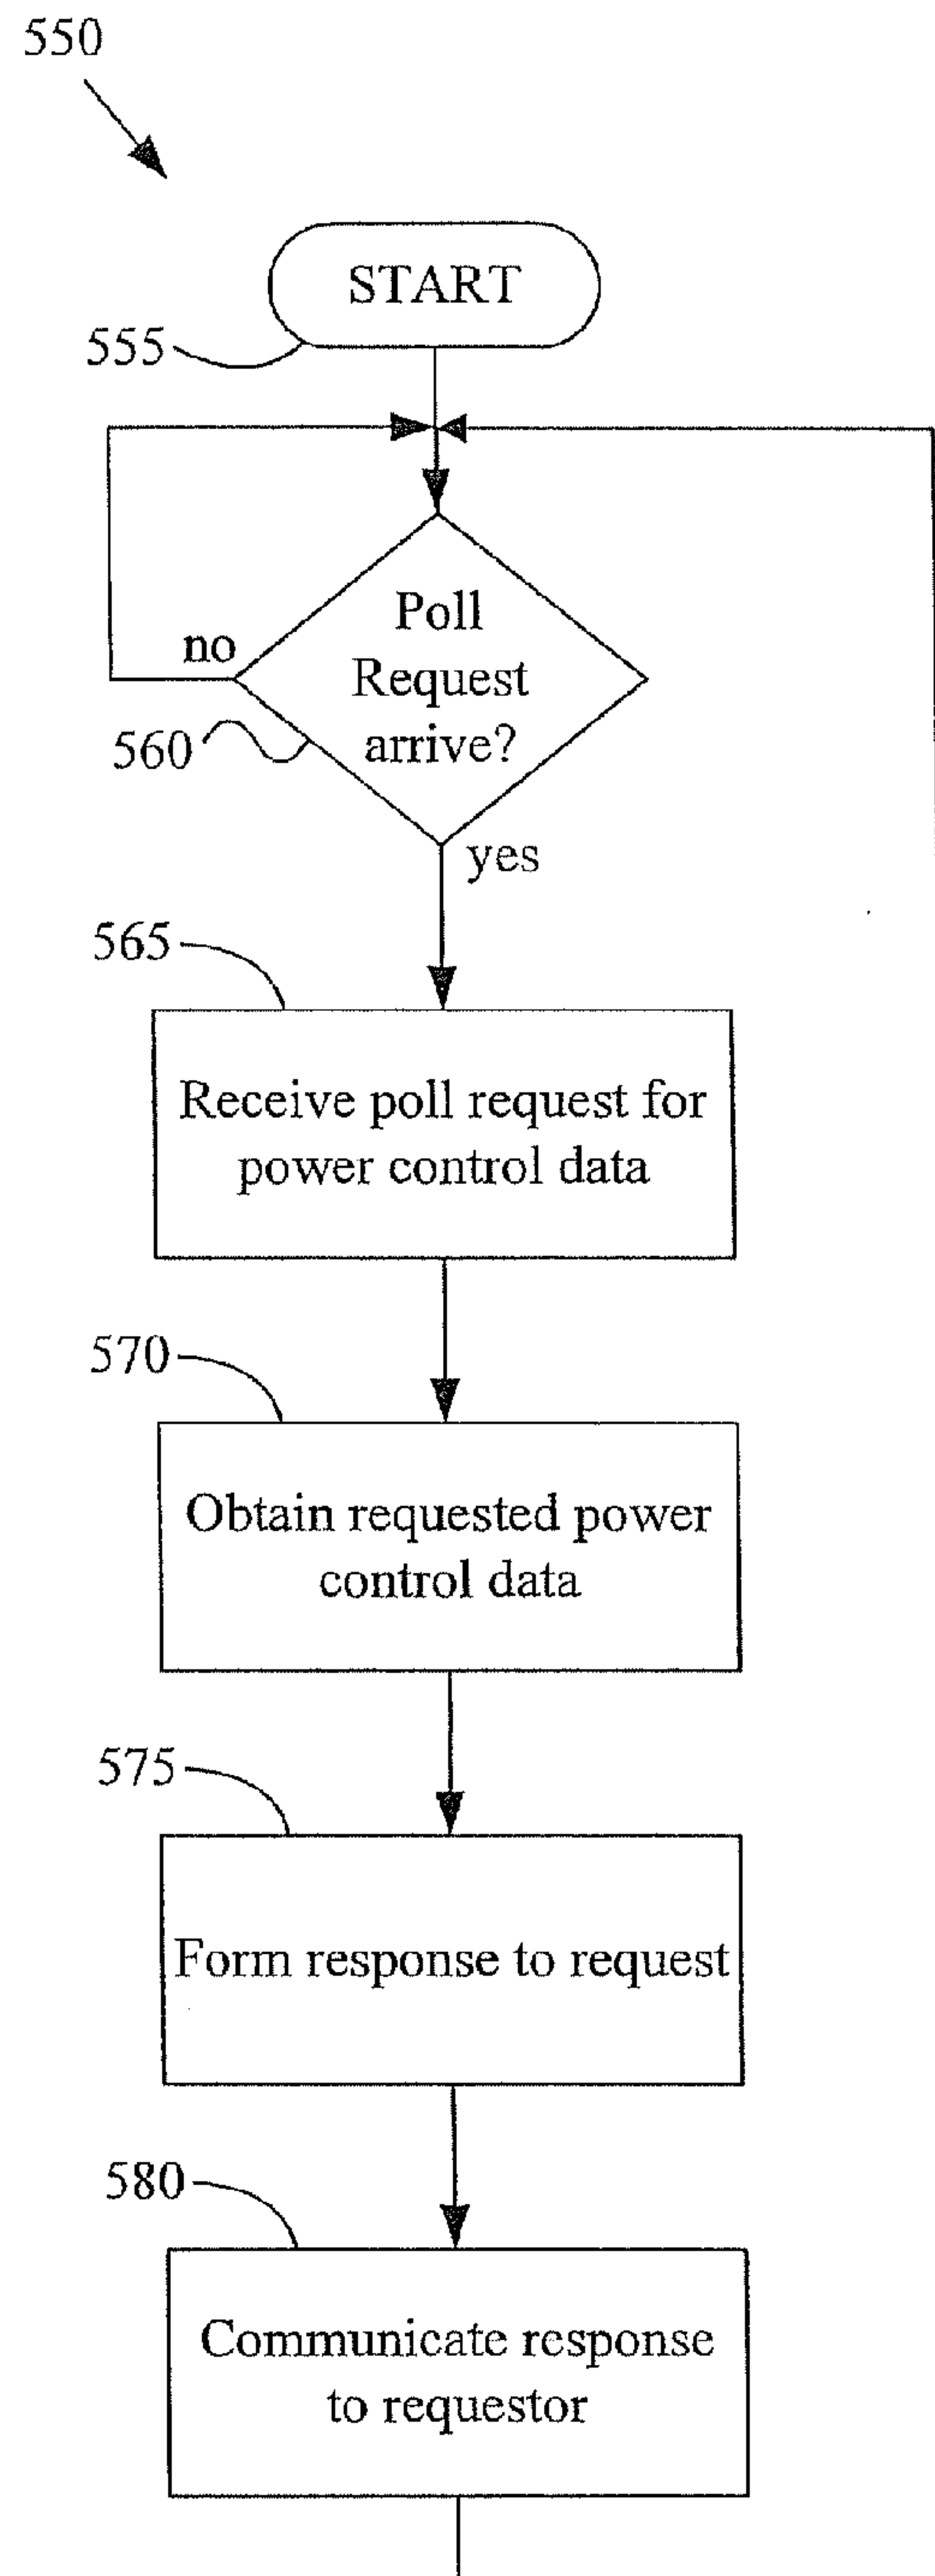 550
START
555
Poll
Request
arrive?
no
560
yes
565
Receive poll request for
power control data
570
Obtain requested power
control data
575
Form response to request
580
Communicate response
to requestor